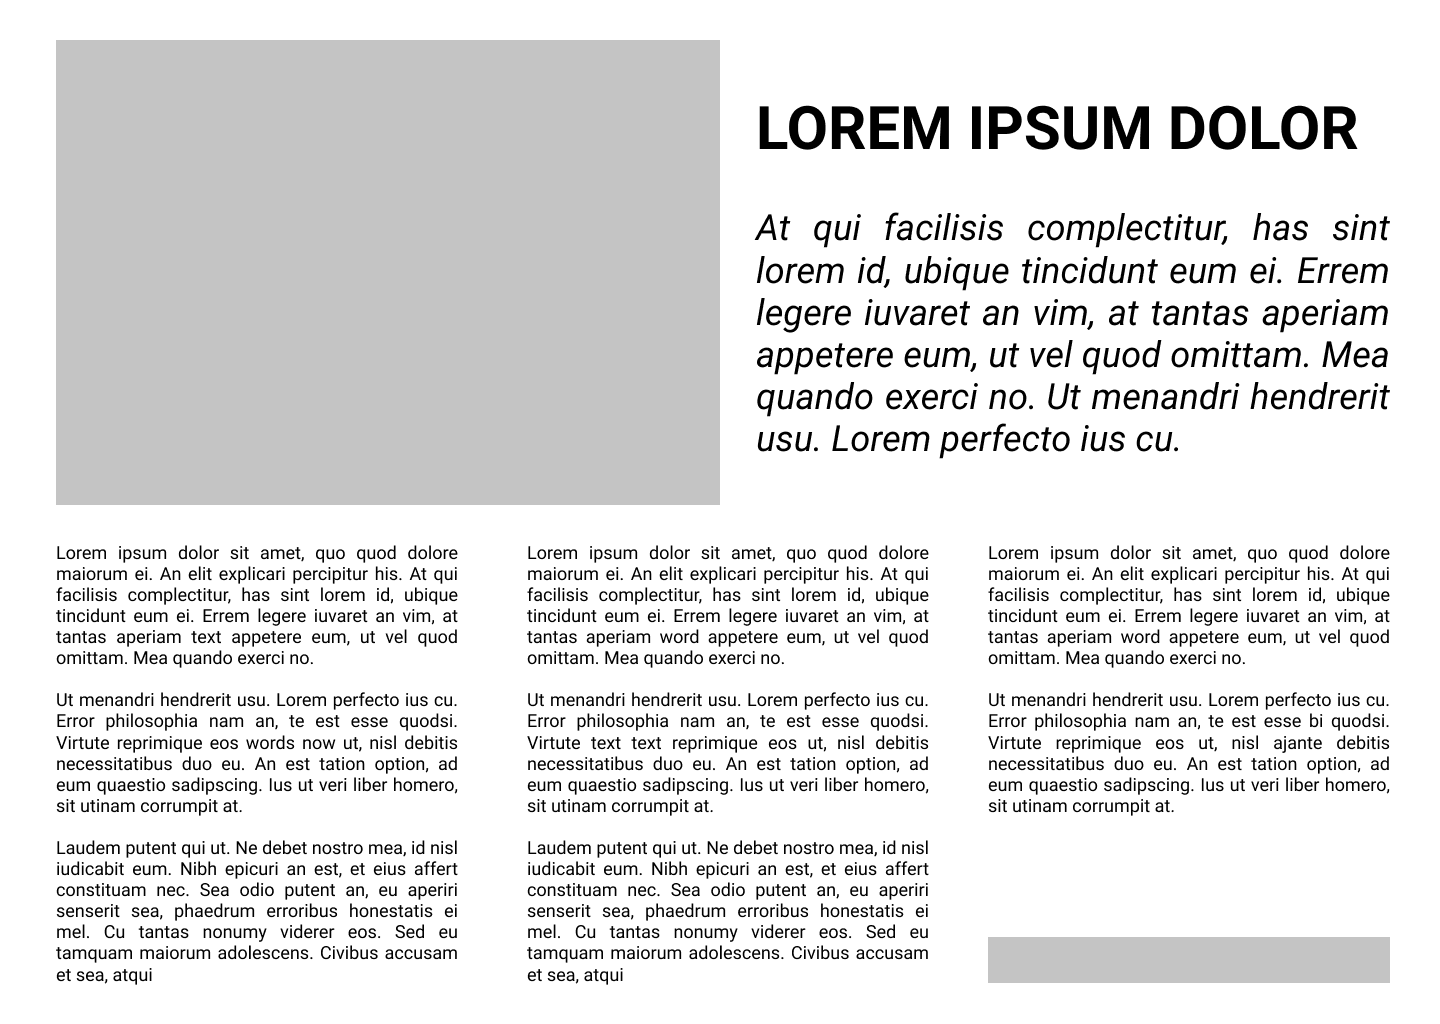 LOREM IPSUM DOLOR
At qui facilisis complectitur, has sint
lorem id, ubique tincidunt eum ei. Errem
legere iuvaret an vim, at tantas aperiam
appetere eum, ut vel quod omittam. Mea
quando exerci no. Ut menandri hendrerit
usu. Lorem perfecto ius cu.
Lorem ipsum dolor sit amet, quo quod dolore
maiorum ei. An elit explicari percipitur his. At qui
facilisis complectitur, has sint lorem id, ubique
tincidunt eum ei. Errem legere iuvaret an vim, at
tantas aperiam text appetere eum, ut vel quod
omittam. Mea quando exerci no.
Ut menandri hendrerit usu. Lorem perfecto ius cu.
Error philosophia nam an, te est esse quodsi.
Virtute reprimique eos words now ut, nisl debitis
necessitatibus duo eu. An est tation option, ad
eum quaestio sadipscing. Ius ut veri liber homero,
sit utinam corrumpit at.
Laudem putent qui ut. Ne debet nostro mea, id nisl
iudicabit eum. Nibh epicuri an est, et eius affert
constituam nec. Sea odio putent an, eu aperiri
senserit sea, phaedrum erroribus honestatis ei
mel. Cu tantas nonumy viderer eos. Sed eu
tamquam maiorum adolescens. Civibus accusam
et sea, atqui
Lorem ipsum dolor sit amet, quo quod dolore
maiorum ei. An elit explicari percipitur his. At qui
facilisis complectitur, has sint lorem id, ubique
tincidunt eum ei. Errem legere iuvaret an vim, at
tantas aperiam word appetere eum, ut vel quod
omittam. Mea quando exerci no.
Ut menandri hendrerit usu. Lorem perfecto ius cu.
Error philosophia nam an, te est esse quodsi.
Virtute text text reprimique eos ut, nisl debitis
necessitatibus duo eu. An est tation option, ad
eum quaestio sadipscing. Ius ut veri liber homero,
sit utinam corrumpit at.
Laudem putent qui ut. Ne debet nostro mea, id nisl
iudicabit eum. Nibh epicuri an est, et eius affert
constituam nec. Sea odio putent an, eu aperiri
senserit sea, phaedrum erroribus honestatis ei
mel. Cu tantas nonumy viderer eos. Sed eu
tamquam maiorum adolescens. Civibus accusam
et sea, atqui
Lorem ipsum dolor sit amet, quo quod dolore
maiorum ei. An elit explicari percipitur his. At qui
facilisis complectitur, has sint lorem id, ubique
tincidunt eum ei. Errem legere iuvaret an vim, at
tantas aperiam word appetere eum, ut vel quod
omittam. Mea quando exerci no.
Ut menandri hendrerit usu. Lorem perfecto ius cu.
Error philosophia nam an, te est esse bi quodsi.
Virtute reprimique eos ut, nisl ajante debitis
necessitatibus duo eu. An est tation option, ad
eum quaestio sadipscing. Ius ut veri liber homero,
sit utinam corrumpit at.